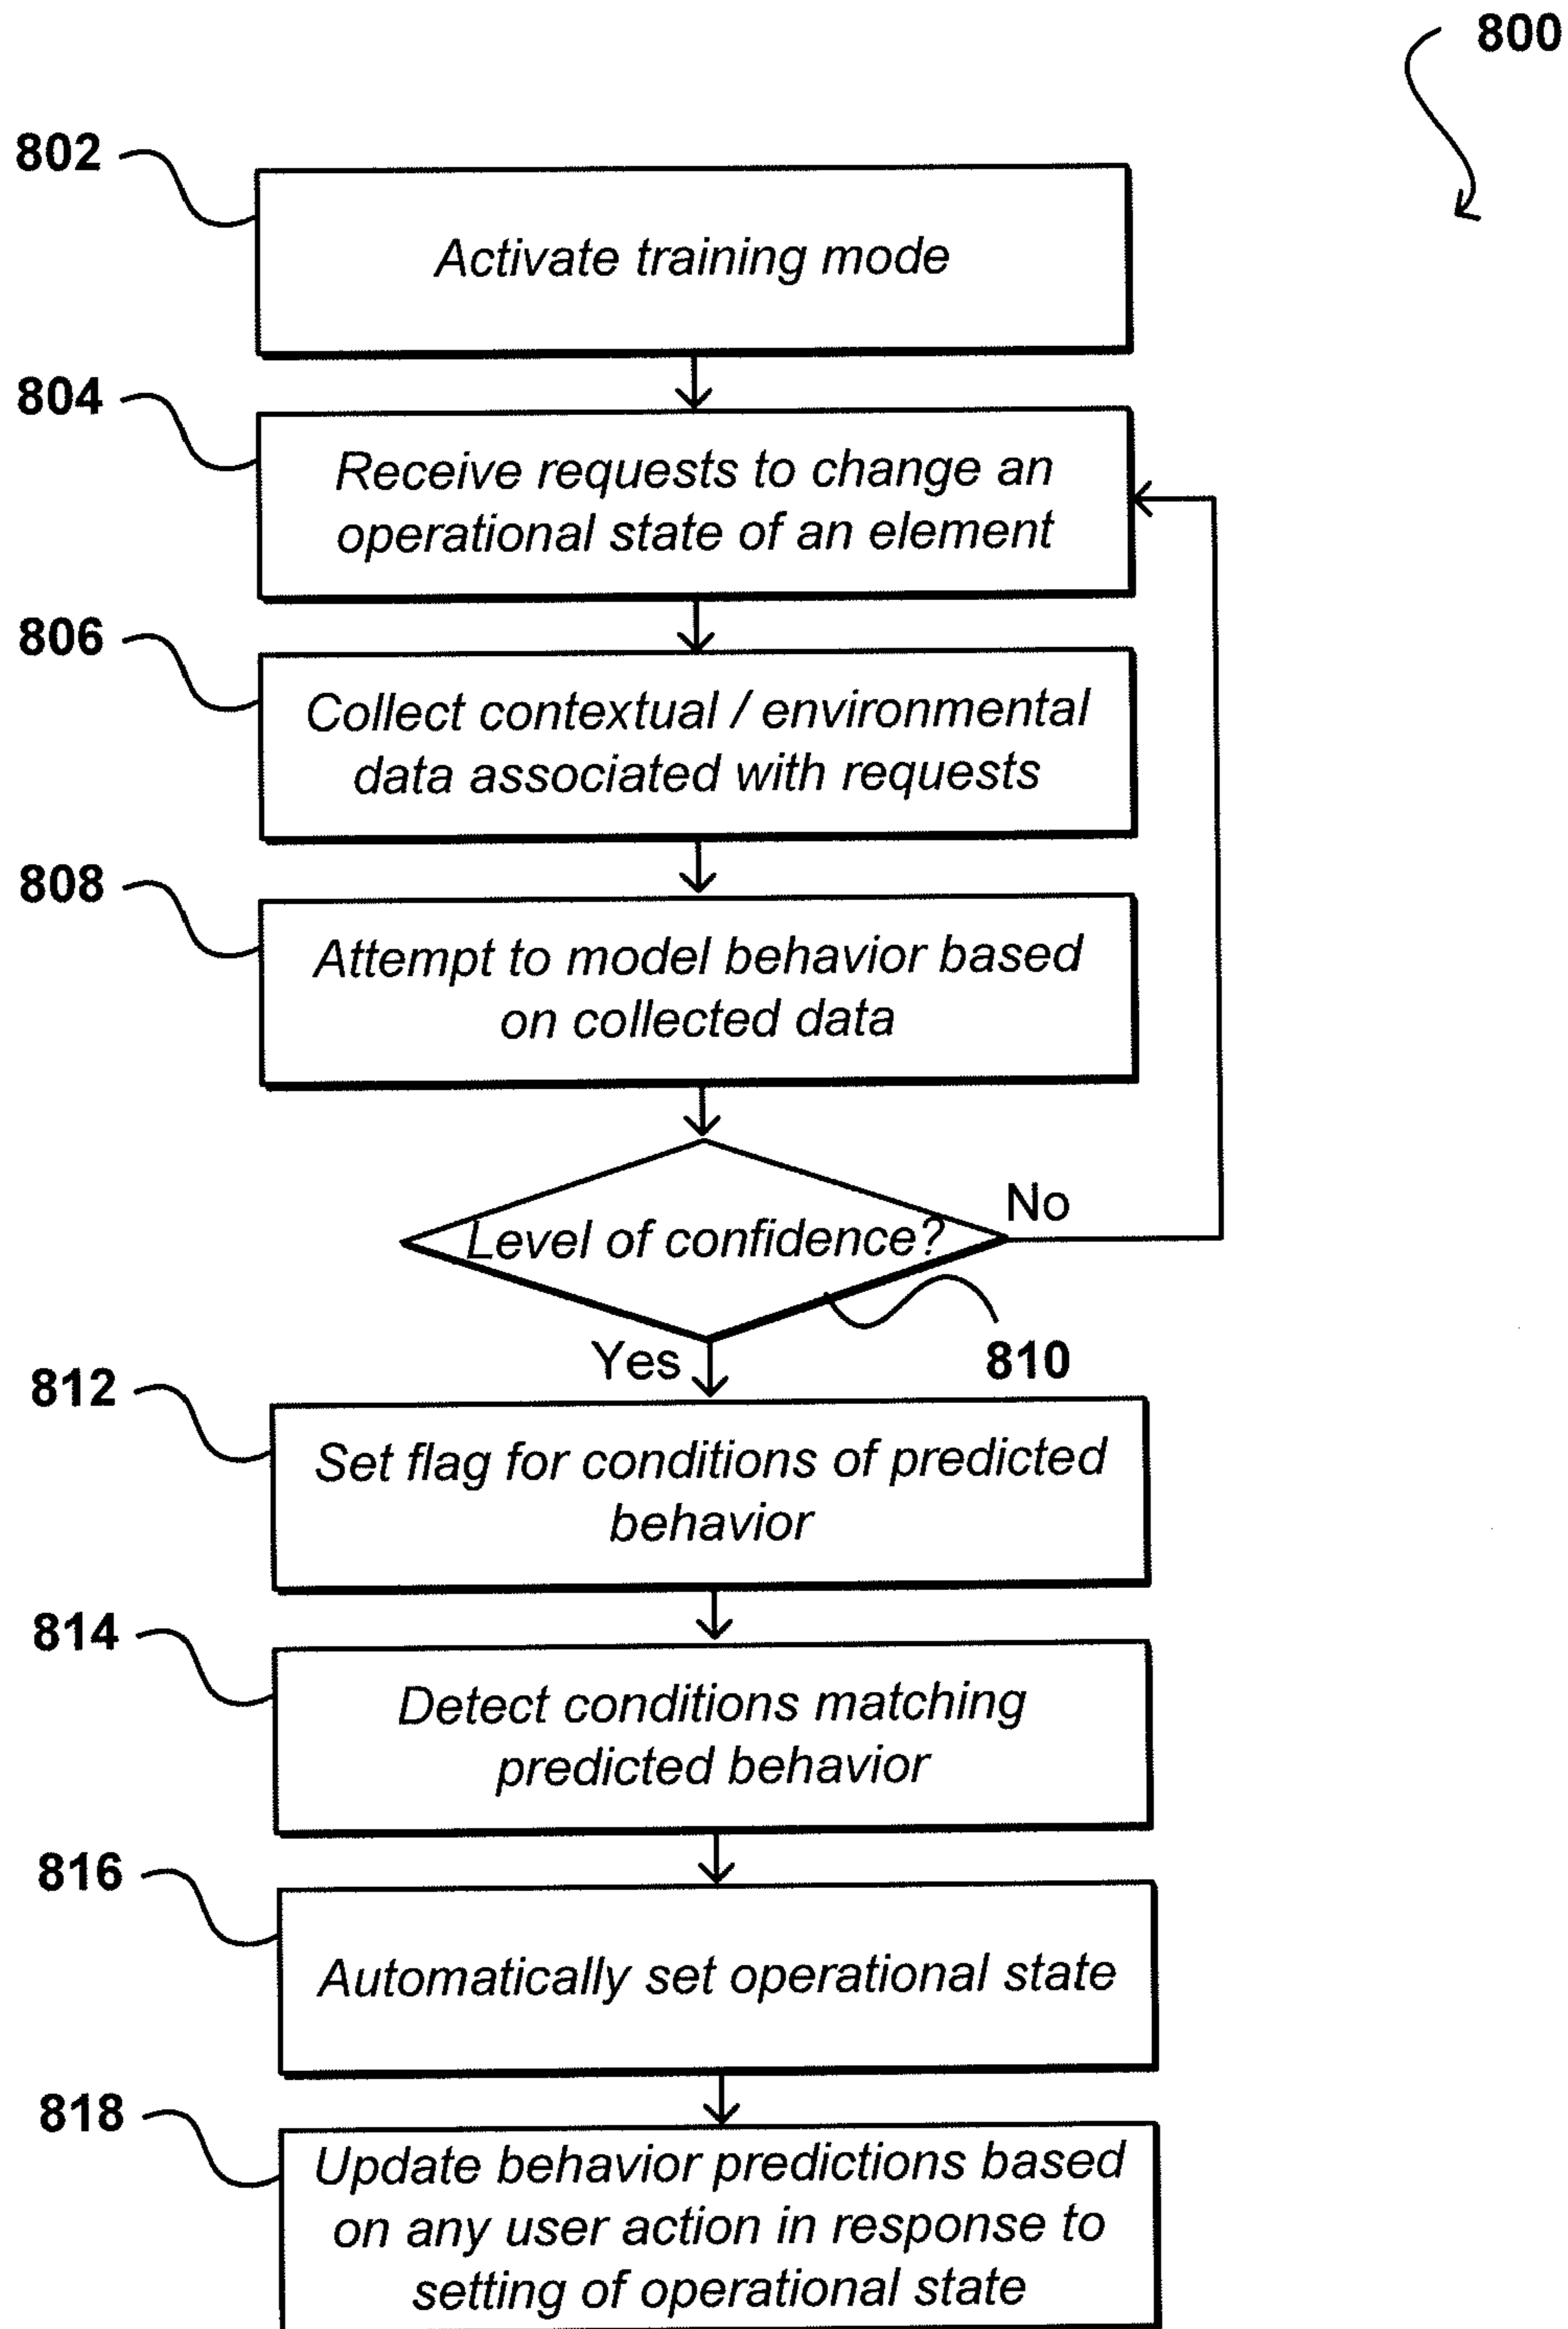 800
802
Activate training mode
804
Receive requests to change an
operational state of an element
806
Collect contextual / environmental
data associated with requests
808
Attempt to model behavior based
on collected data
Level of confidence?
No
810
Yes
812
Set flag for conditions of predicted
behavior
814
Detect conditions matching
predicted behavior
816
Automatically set operational state
818
Update behavior predictions based
on any user action in response to
setting of operational state